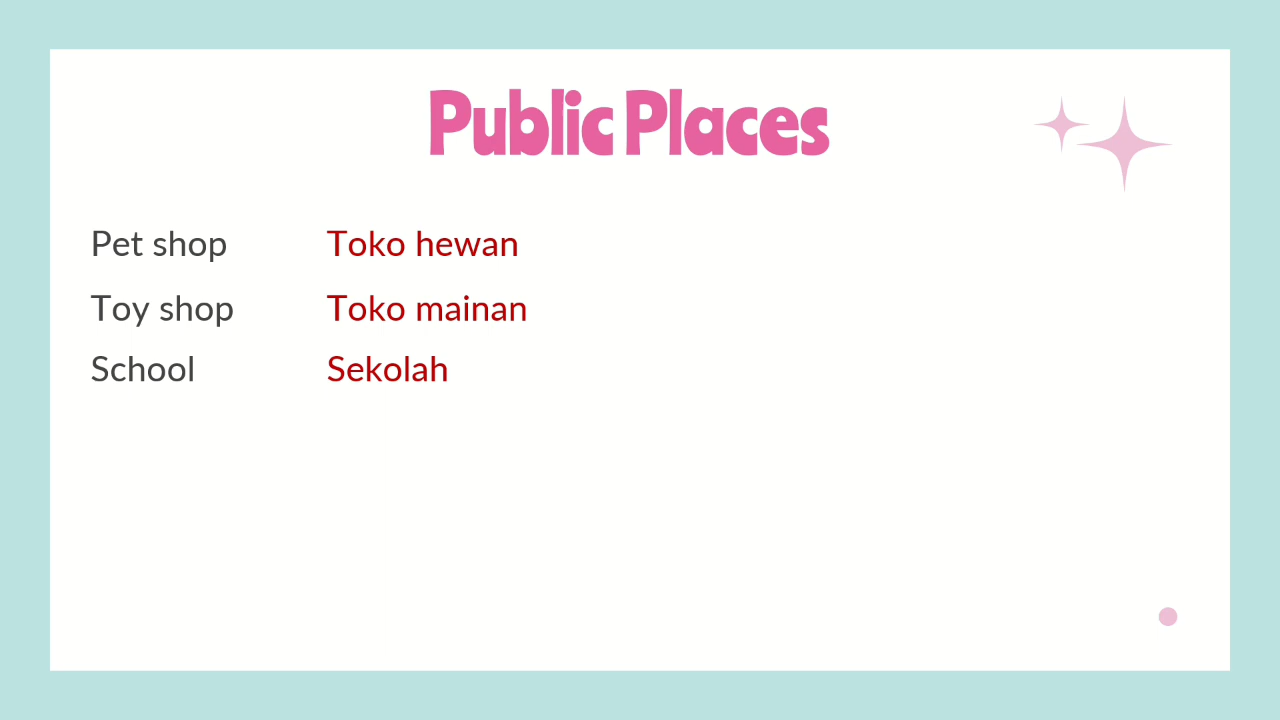 Public Places
Pet shop Toko hewan
Toy shop Toko mainan
School Sekolah